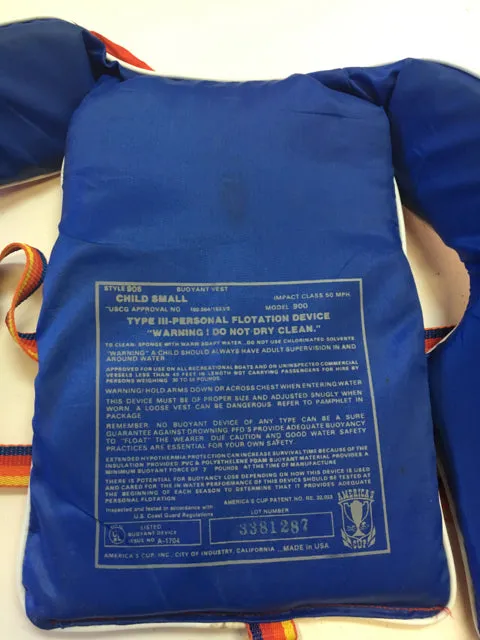 STYLE 906 BUOYANT VEST
CHILD SMALL IMPACT CLASS 50 MPH.
"USCG APPROVAL NO MODEL 900
TYPE III-PERSONAL FLOTATION DEVICE
"WARNING! DO NOT DRY CLEAN."
TO CLEAN: SPONGE WITH WARM SOAPY WATER. DO NOT USE CHLORINATED SOLVENTS.
"WARNING" A CHILD SHOULD ALWAYS HAVE ADULT SUPERVISION IN AND
AROUND WATER
APPROVED FOR USE ON ALL RECREATIONAL BOATS AND ON UNINSPECTED COMMERCIAL
VESSELS LESS THAN 65 FEET IN LENGTH NOT CARRYING PASSENGERS FOR HIRE BY
PERSONS WEIGHING 30 TO 50 POUNDS.
WARNING! HOLD ARMS DOWN OR ACROSS CHEST WHEN ENTERING WATER
THIS DEVICE MUST BE OF PROPER SIZE AND ADJUSTED SNUGLY WHEN
WORN. A LOOSE VEST CAN BE DANGEROUS. REFER TO PAMPHLET IN
PACKAGE
REMEMBER: NO BUOYANT DEVICE OF ANY TYPE CAN BE A SURE
GUARANTEE AGAINST DROWNING. PFD'S PROVIDE ADEQUATE BUOYANCY
TO "FLOAT" THE WEARER. DUE CAUTION AND GOOD WATER SAFETY
PRACTICES ARE ESSENTIAL FOR YOUR OWN SAFETY.
EXTENDED HYPOTHERMIA PROTECTION CAN INCREASE SURVIVAL TIME BECAUSE OF THE
INSULATION PROVIDED PVC & POLYETHYLENE FOAM BUOYANT MATERIAL PROVIDES A
MINIMUM BUOYANT FORCE OF 7 POUNDS AT THE TIME OF MANUFACTURE
THERE IS POTENTIAL FOR BUOYANCY LOSS DEPENDING ON HOW THIS DEVICE IS USED
AND CARED FOR THE IN-WATER PERFORMANCE OF THIS DEVICE SHOULD BE TESTED AT
THE BEGINNING OF EACH SEASON TO DETERMINE THAT IT PROVIDES ADEQUATE
FLOTATION.
AMERICA'S CUP PATENT NO. RE. 32,053
Inspected and tested in accordance with
U.S. Coast Guard Regulations
LOT NUMBER
3381287
UL
LISTED
BUOYANT DEVICE
ISSUE NO A-1704
AMERICA'S
CUP
AMERICA'S CUP, INC. CITY OF INDUSTRY, CALIFORNIA ...MADE IN USA